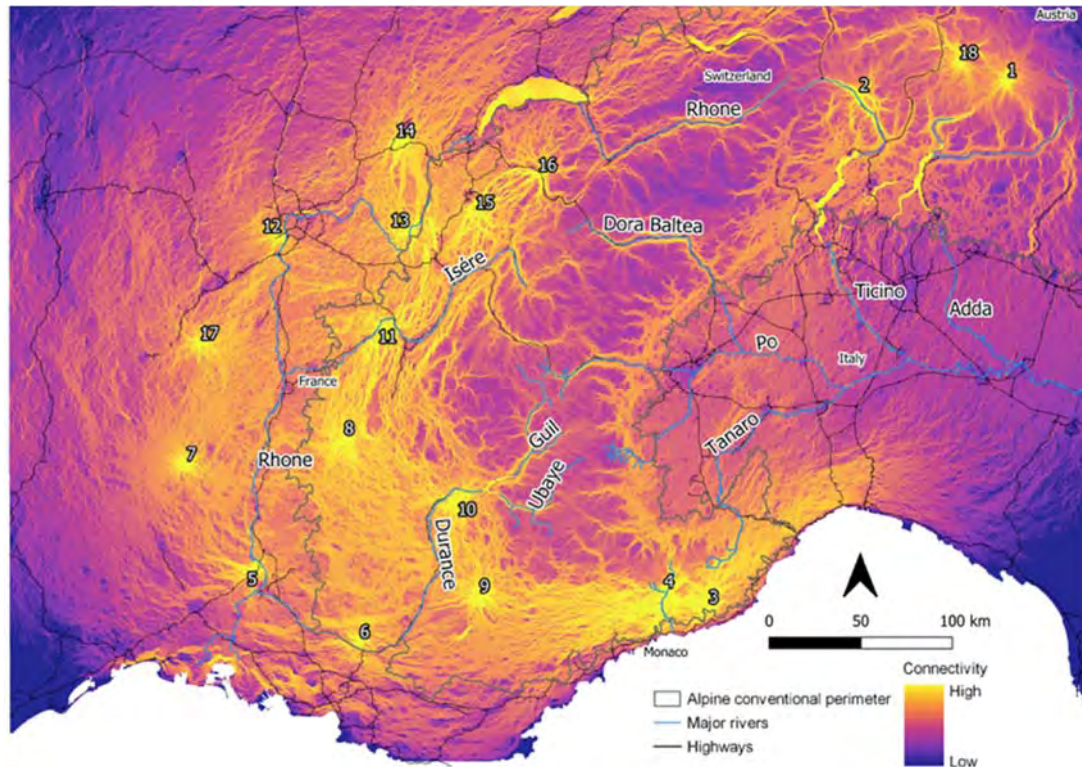 Austria
18
1
Switzerland
2
Rhone
14
16
15
12
13
Dora Baltea
Isére
Ticino
Adda
17
11
Po
Italy
France
8
Guil
Tanaro
7
Rhone
Ubaye
10
Durance
5
9
4
3
6
Monaco
0 50 100 km
Connectivity
High
Low
Alpine conventional perimeter
Major rivers
Highways